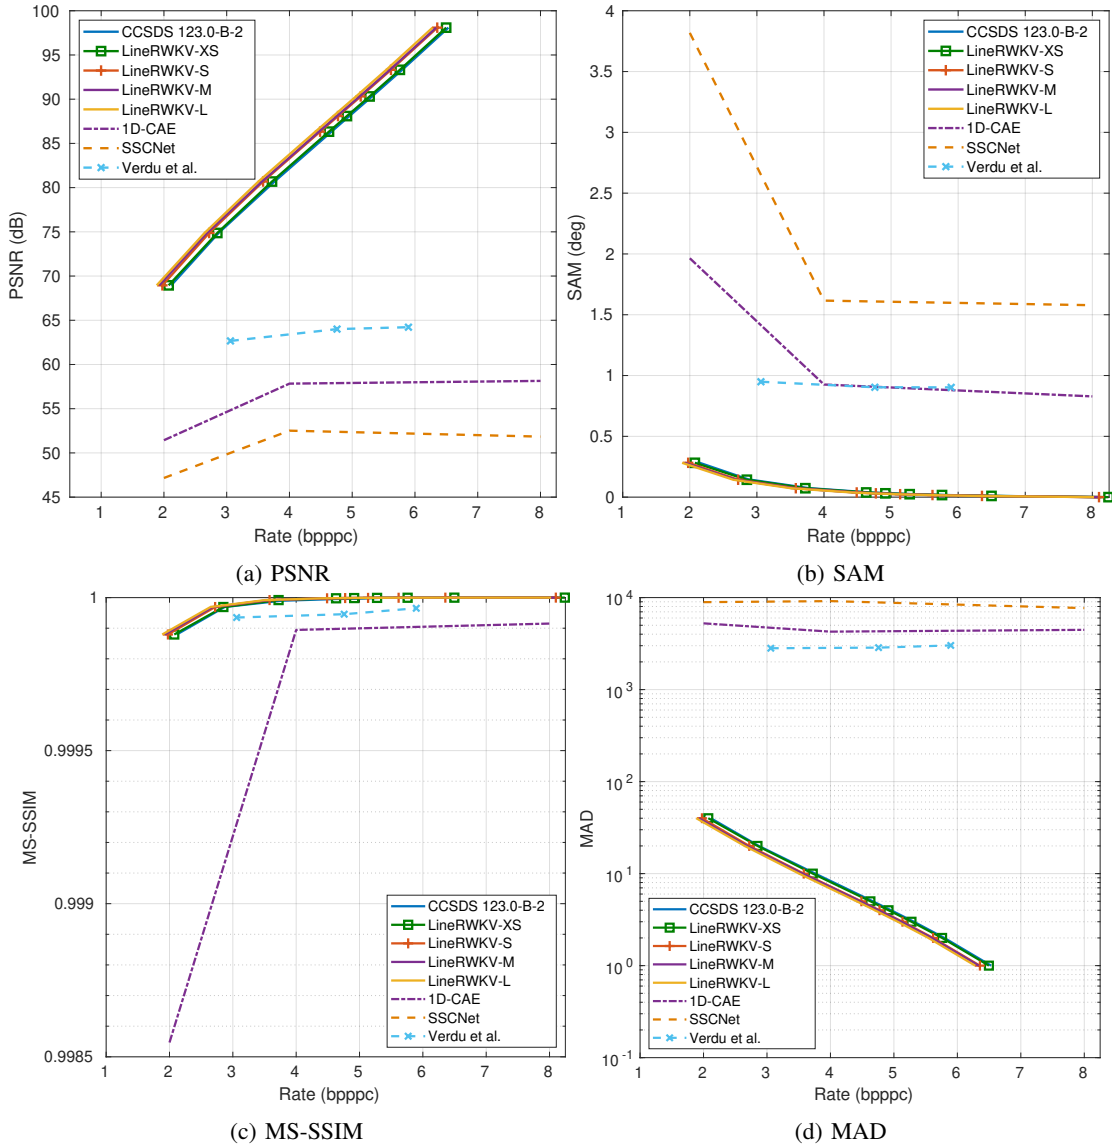 100
95
90
85
80
75
70
65
60
55
50
45
PSNR (dB)
CCSDS 123.0-B-2
LineRWKV-XS
LineRWKV-S
LineRWKV-M
LineRWKV-L
1D-CAE
SSCNet
Verdu et al.
1 2 3 4 5 6 7 8
Rate (bpppc)
(a) PSNR
4
3.5
3
2.5
2
1.5
1
0.5
0
SAM (deg)
CCSDS 123.0-B-2
LineRWKV-XS
LineRWKV-S
LineRWKV-M
LineRWKV-L
1D-CAE
SSCNet
Verdu et al.
1 2 3 4 5 6 7 8
Rate (bpppc)
(b) SAM
1
0.9995
0.999
0.9985
MS-SSIM
CCSDS 123.0-B-2
LineRWKV-XS
LineRWKV-S
LineRWKV-M
LineRWKV-L
1D-CAE
SSCNet
Verdu et al.
1 2 3 4 5 6 7 8
Rate (bpppc)
(c) MS-SSIM
10^4
10^3
10^2
10^1
10^0
10^-1
MAD
CCSDS 123.0-B-2
LineRWKV-XS
LineRWKV-S
LineRWKV-M
LineRWKV-L
1D-CAE
SSCNet
Verdu et al.
1 2 3 4 5 6 7 8
Rate (bpppc)
(d) MAD